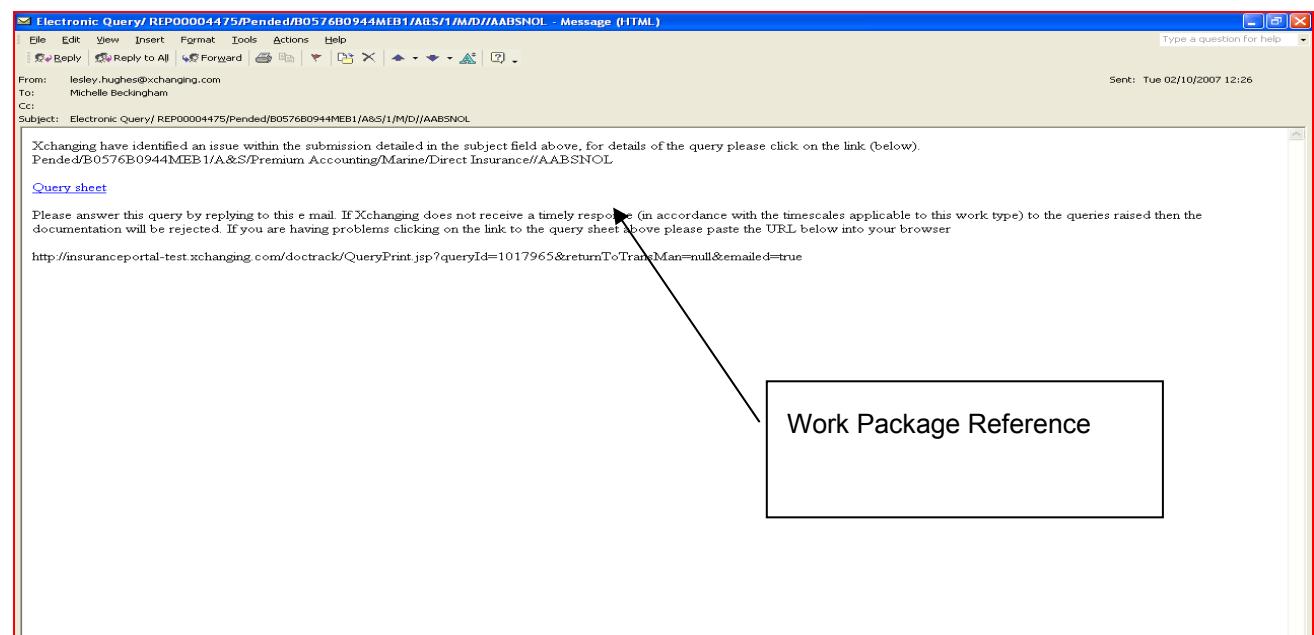 Electronic Query/ REP00004475/Pended/B0576B0944MEB1/A&S/1/M/D//AABSNOL - Message (HTML)
File Edit View Insert Format Tools Actions Help Type a question for help
Reply Reply to All Forward
From: lesley.hughes@xchanging.com Sent: Tue 02/10/2007 12:26
To: Michelle Beckingham
Cc:
Subject: Electronic Query/ REP00004475/Pended/B0576B0944MEB1/A&S/1/M/D//AABSNOL
Xchanging have identified an issue within the submission detailed in the subject field above, for details of the query please click on the link (below).
Pended/B0576B0944MEB1/A&S/Premium Accounting/Marine/Direct Insurance//AABSNOL
Query sheet
Please answer this query by replying to this e mail. If Xchanging does not receive a timely response (in accordance with the timescales applicable to this work type) to the queries raised then the
documentation will be rejected. If you are having problems clicking on the link to the query sheet above please paste the URL below into your browser
http://insuranceportal-test.xchanging.com/doctrack/QueryPrint.jsp?queryId=1017965&returnToTransMan=null&emailed=true
Work Package Reference